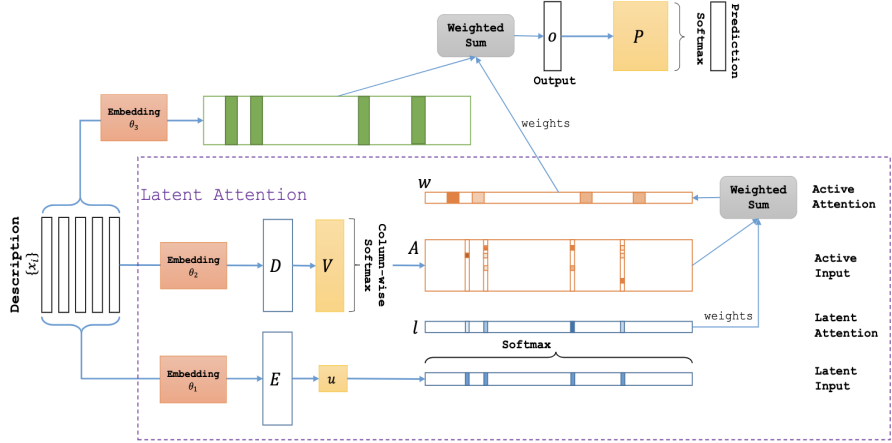 Weighted
Sum
o
Output
P
Softmax
Prediction
Embedding
θ3
weights
Latent Attention
w
Weighted
Sum
Active
Attention
Description
{xi}
Embedding
θ2
D
V
Column-wise
Softmax
A
Active
Input
l
weights
Latent
Attention
Softmax
Embedding
θ1
E
u
Latent
Input